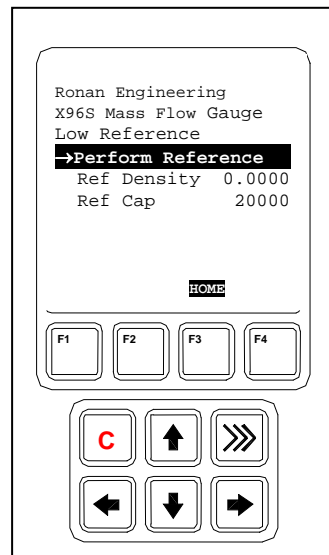 Ronan Engineering
X96S Mass Flow Gauge
Low Reference
→Perform Reference
Ref Density 0.0000
Ref Cap 20000
HOME
F1 F2 F3 F4
C